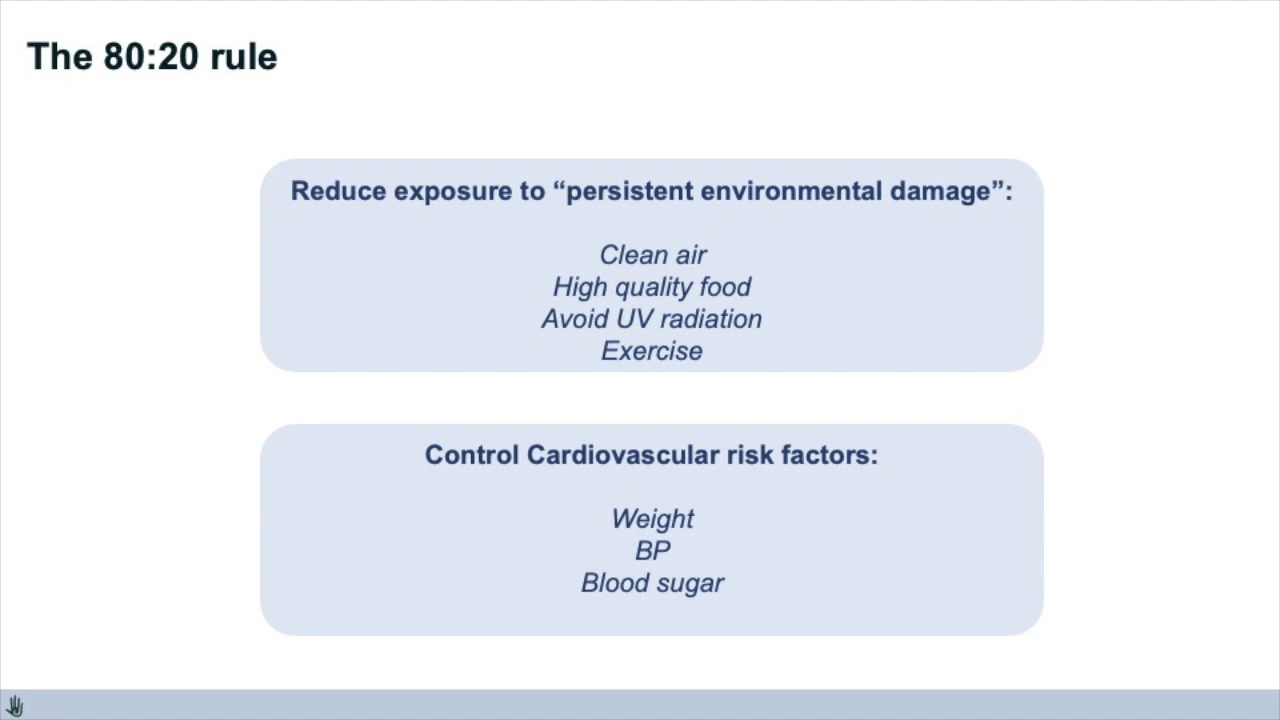 The 80:20 rule
Reduce exposure to “persistent environmental damage”:
Clean air
High quality food
Avoid UV radiation
Exercise
Control Cardiovascular risk factors:
Weight
BP
Blood sugar